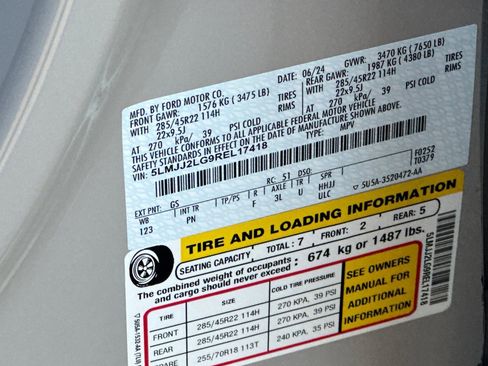 MFD. BY FORD MOTOR CO.
DATE: 06/24 GVWR: 3470 KG (7650 LB)
FRONT GAWR: 1576 KG (3475 LB) REAR GAWR: 1987 KG (4380 LB)
WITH 285/45R22 114H TIRES WITH 285/45R22 114H TIRES
22x9.5J RIMS 22x9.5J RIMS
AT 270 kPa/ 39 PSI COLD AT 270 kPa/ 39 PSI COLD
THIS VEHICLE CONFORMS TO ALL APPLICABLE FEDERAL MOTOR VEHICLE
SAFETY STANDARDS IN EFFECT ON THE DATE OF MANUFACTURE SHOWN ABOVE.
VIN: 5LMJJ2LG9REL17418 TYPE: MPV
F0252
T0379
EXT PNT: GS RC: 51 DSO:
WB INT TR TP/PS R AXLE TR SPR
123 PN F 3L U HHJJ
ULC
5U5A-3520472-AA
TIRE AND LOADING INFORMATION
SEATING CAPACITY TOTAL: 7 FRONT: 2 REAR: 5
The combined weight of occupants
and cargo should never exceed: 674 kg or 1487 lbs.
TIRE SIZE COLD TIRE PRESSURE
FRONT 285/45R22 114H 270 KPA, 39 PSI
REAR 285/45R22 114H 270 KPA, 39 PSI
SPARE 255/70R18 113T 240 KPA, 35 PSI
SEE OWNERS
MANUAL FOR
ADDITIONAL
INFORMATION
5LMJJ2LG9REL17418